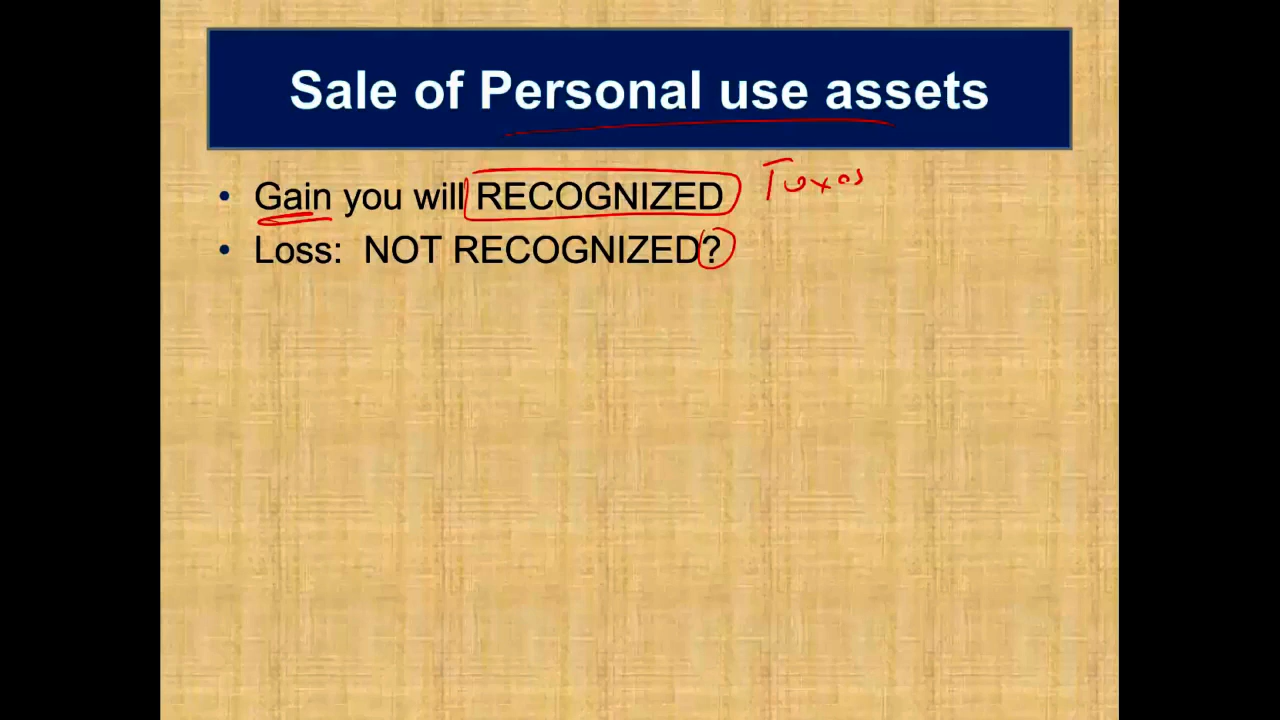 Sale of Personal use assets
• Gain you will RECOGNIZED Taxes
• Loss: NOT RECOGNIZED?